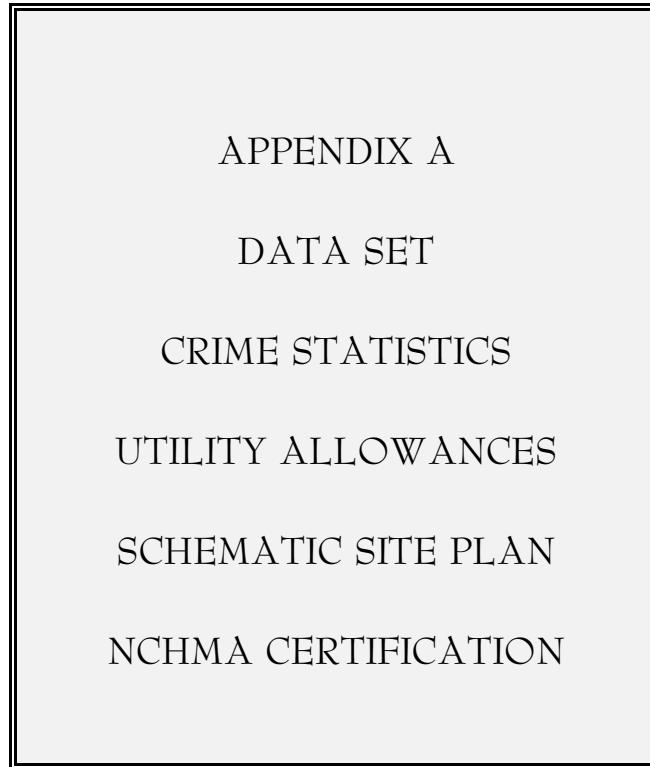 APPENDIX A
DATA SET
CRIME STATISTICS
UTILITY ALLOWANCES
SCHEMATIC SITE PLAN
NCHMA CERTIFICATION